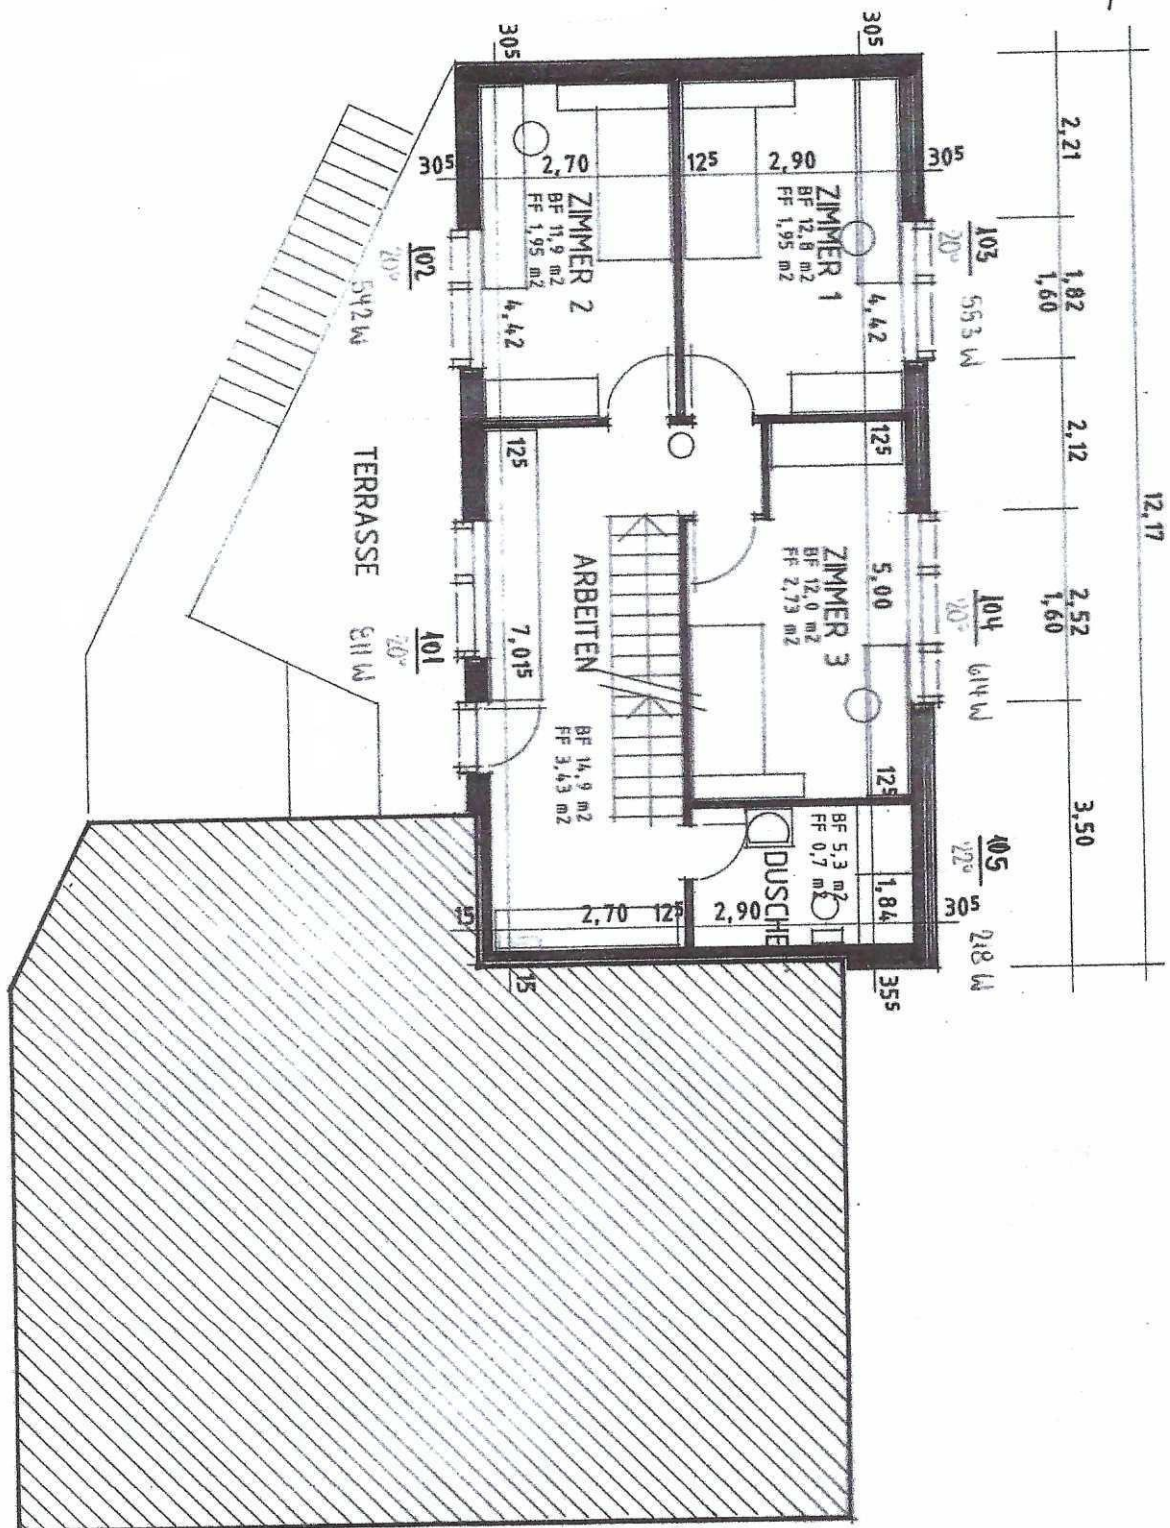 12,17
2,21
1,82
1,60
2,12
2,52
1,60
3,50
30⁵
30⁵
103
20°
553 W
104
20°
614 W
105
22°
218 W
30⁵
2,70
12⁵
2,90
30⁵
ZIMMER 1
BF 12,8 m2
FF 1,95 m2
4,42
ZIMMER 2
BF 11,9 m2
FF 1,95 m2
4,42
12⁵
5,00
12⁵
ZIMMER 3
BF 12,0 m2
FF 2,73 m2
12⁵
7,015
ARBEITEN
BF 14,9 m2
FF 3,43 m2
BF 5,3 m2
FF 0,7 m2
DUSCHE
1,84
15
2,70
12⁵
2,90
30⁵
15
35⁵
102
20°
542 W
TERRASSE
101
20°
811 W